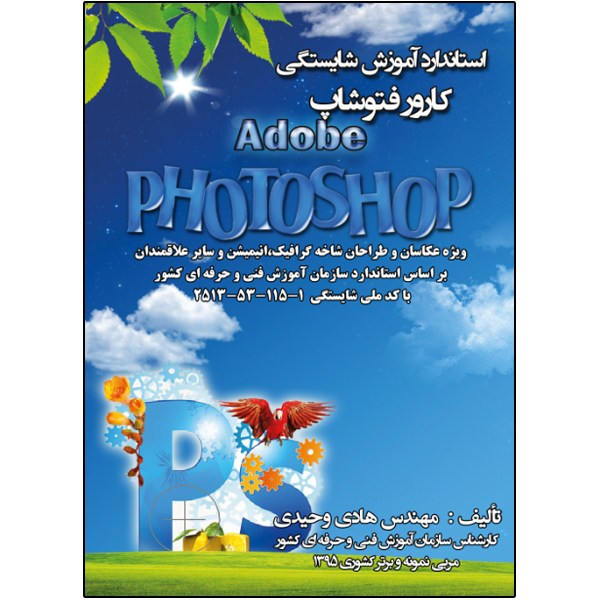 استاندارد آموزش شایستگی
کارور فتوشاپ
Adobe
PHOTOSHOP
ویژه عکاسان و طراحان شاخه گرافیک،انیمیشن و سایر علاقمندان
بر اساس استاندارد سازمان آموزش فنی و حرفه ای کشور
با کد ملی شایستگی ۱-۱۱۵-۵۳-۲۵۱۳
PS
تألیف : مهندس هادی وحیدی
کارشناس سازمان آموزش فنی و حرفه ای کشور
مربی نمونه و برتر کشوری ۱۳۹۵